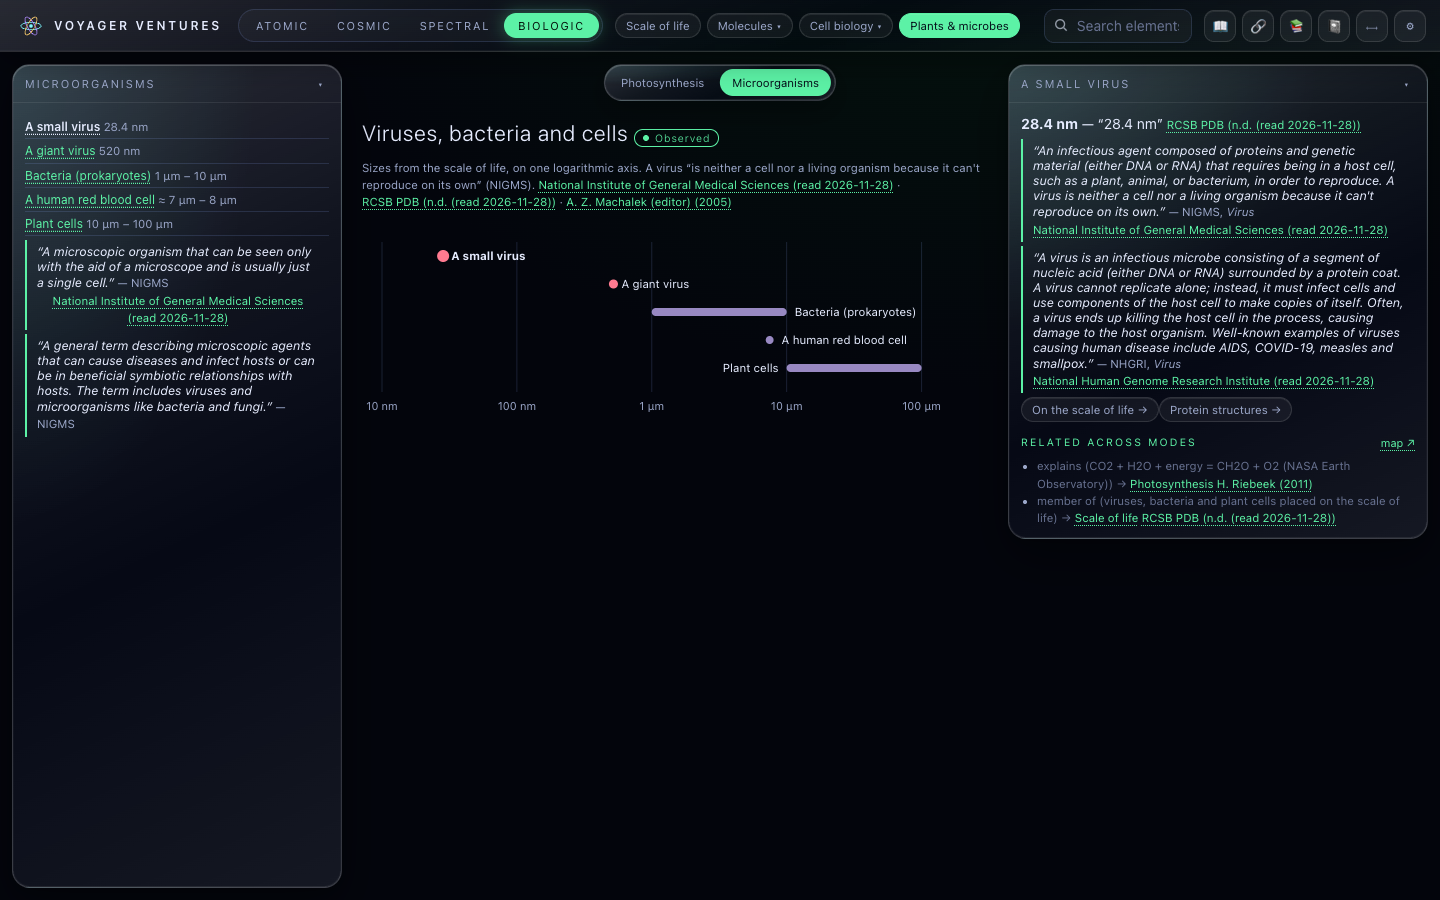 VOYAGER VENTURES
ATOMIC
COSMIC
SPECTRAL
BIOLOGIC
Scale of life
Molecules ▾
Cell biology ▾
Plants & microbes
Search elements
MICROORGANISMS
A small virus 28.4 nm
A giant virus 520 nm
Bacteria (prokaryotes) 1 µm – 10 µm
A human red blood cell ≈ 7 µm – 8 µm
Plant cells 10 µm – 100 µm
“A microscopic organism that can be seen only
with the aid of a microscope and is usually just
a single cell.” — NIGMS
National Institute of General Medical Sciences
(read 2026-11-28)
“A general term describing microscopic agents
that can cause diseases and infect hosts or can
be in beneficial symbiotic relationships with
hosts. The term includes viruses and
microorganisms like bacteria and fungi.” —
NIGMS
Photosynthesis
Microorganisms
Viruses, bacteria and cells
Observed
Sizes from the scale of life, on one logarithmic axis. A virus “is neither a cell nor a living organism because it can't
reproduce on its own” (NIGMS). National Institute of General Medical Sciences (read 2026-11-28) ·
RCSB PDB (n.d. (read 2026-11-28)) · A. Z. Machalek (editor) (2005)
A small virus
A giant virus
Bacteria (prokaryotes)
A human red blood cell
Plant cells
10 nm
100 nm
1 µm
10 µm
100 µm
A SMALL VIRUS
28.4 nm — “28.4 nm” RCSB PDB (n.d. (read 2026-11-28))
“An infectious agent composed of proteins and genetic
material (either DNA or RNA) that requires being in a host cell,
such as a plant, animal, or bacterium, in order to reproduce. A
virus is neither a cell nor a living organism because it can't
reproduce on its own.” — NIGMS, Virus
National Institute of General Medical Sciences (read 2026-11-28)
“A virus is an infectious microbe consisting of a segment of
nucleic acid (either DNA or RNA) surrounded by a protein coat.
A virus cannot replicate alone; instead, it must infect cells and
use components of the host cell to make copies of itself. Often,
a virus ends up killing the host cell in the process, causing
damage to the host organism. Well-known examples of viruses
causing human disease include AIDS, COVID-19, measles and
smallpox.” — NHGRI, Virus
National Human Genome Research Institute (read 2026-11-28)
On the scale of life →
Protein structures →
RELATED ACROSS MODES
map ↗
• explains (CO2 + H2O + energy = CH2O + O2 (NASA Earth
Observatory)) → Photosynthesis H. Riebeek (2011)
• member of (viruses, bacteria and plant cells placed on the scale of
life) → Scale of life RCSB PDB (n.d. (read 2026-11-28))